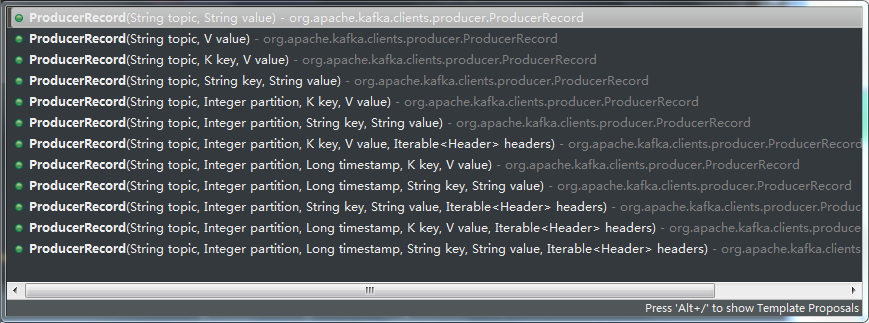 ProducerRecord(String topic, String value) - org.apache.kafka.clients.producer.ProducerRecord
ProducerRecord(String topic, V value) - org.apache.kafka.clients.producer.ProducerRecord
ProducerRecord(String topic, K key, V value) - org.apache.kafka.clients.producer.ProducerRecord
ProducerRecord(String topic, String key, String value) - org.apache.kafka.clients.producer.ProducerRecord
ProducerRecord(String topic, Integer partition, K key, V value) - org.apache.kafka.clients.producer.ProducerRecord
ProducerRecord(String topic, Integer partition, String key, String value) - org.apache.kafka.clients.producer.ProducerRecord
ProducerRecord(String topic, Integer partition, K key, V value, Iterable<Header> headers) - org.apache.kafka.clients.producer.ProducerR
ProducerRecord(String topic, Integer partition, Long timestamp, K key, V value) - org.apache.kafka.clients.producer.ProducerRecord
ProducerRecord(String topic, Integer partition, Long timestamp, String key, String value) - org.apache.kafka.clients.producer.ProducerRecord
ProducerRecord(String topic, Integer partition, String key, String value, Iterable<Header> headers) - org.apache.kafka.clients.producer.P
ProducerRecord(String topic, Integer partition, Long timestamp, K key, V value, Iterable<Header> headers) - org.apache.kafka.clients.produce
ProducerRecord(String topic, Integer partition, Long timestamp, String key, String value, Iterable<Header> headers) - org.apache.kafka.clients
Press 'Alt+/' to show Template Proposals